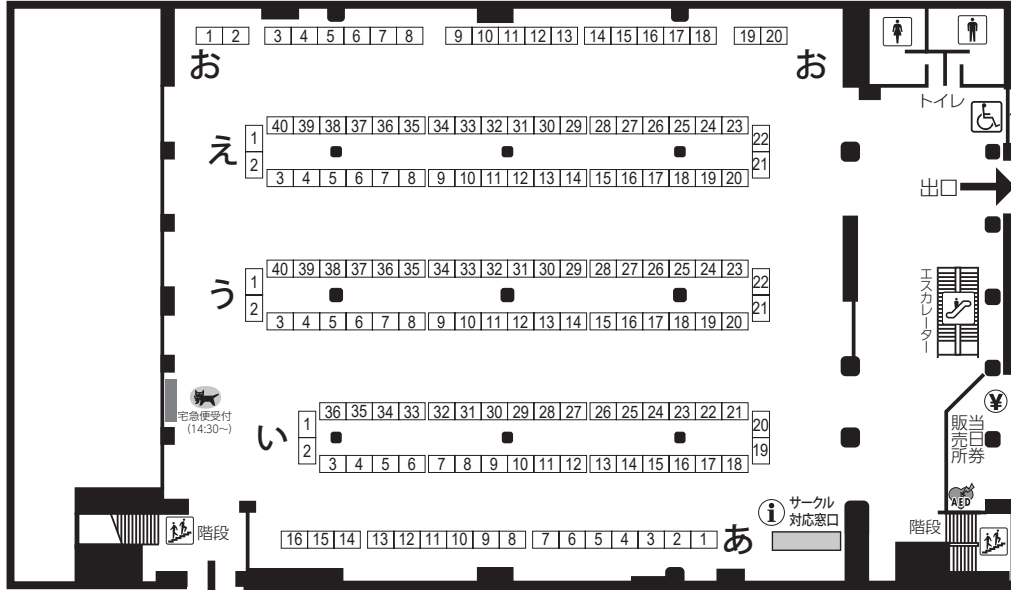 1 2 3 4 5 6 7 8 9 10 11 12 13 14 15 16 17 18 19 20
お お
トイレ
40 39 38 37 36 35 34 33 32 31 30 29 28 27 26 25 24 23
え 1 22
2 21
3 4 5 6 7 8 9 10 11 12 13 14 15 16 17 18 19 20
出口
40 39 38 37 36 35 34 33 32 31 30 29 28 27 26 25 24 23
う 1 22
2 21
3 4 5 6 7 8 9 10 11 12 13 14 15 16 17 18 19 20
エスカレーター
宅急便受付
(14:30〜)
36 35 34 33 32 31 30 29 28 27 26 25 24 23 22 21
い 1 20
2 19
3 4 5 6 7 8 9 10 11 12 13 14 15 16 17 18
¥
当日券
販売所
AED
i サークル
対応窓口
階段
16 15 14 13 12 11 10 9 8 7 6 5 4 3 2 1 あ
階段